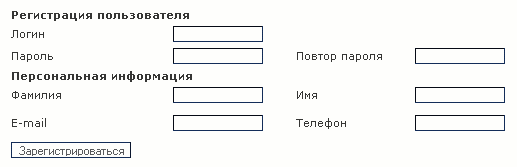 Регистрация пользователя
Логин
Пароль Повтор пароля
Персональная информация
Фамилия Имя
E-mail Телефон
Зарегистрироваться